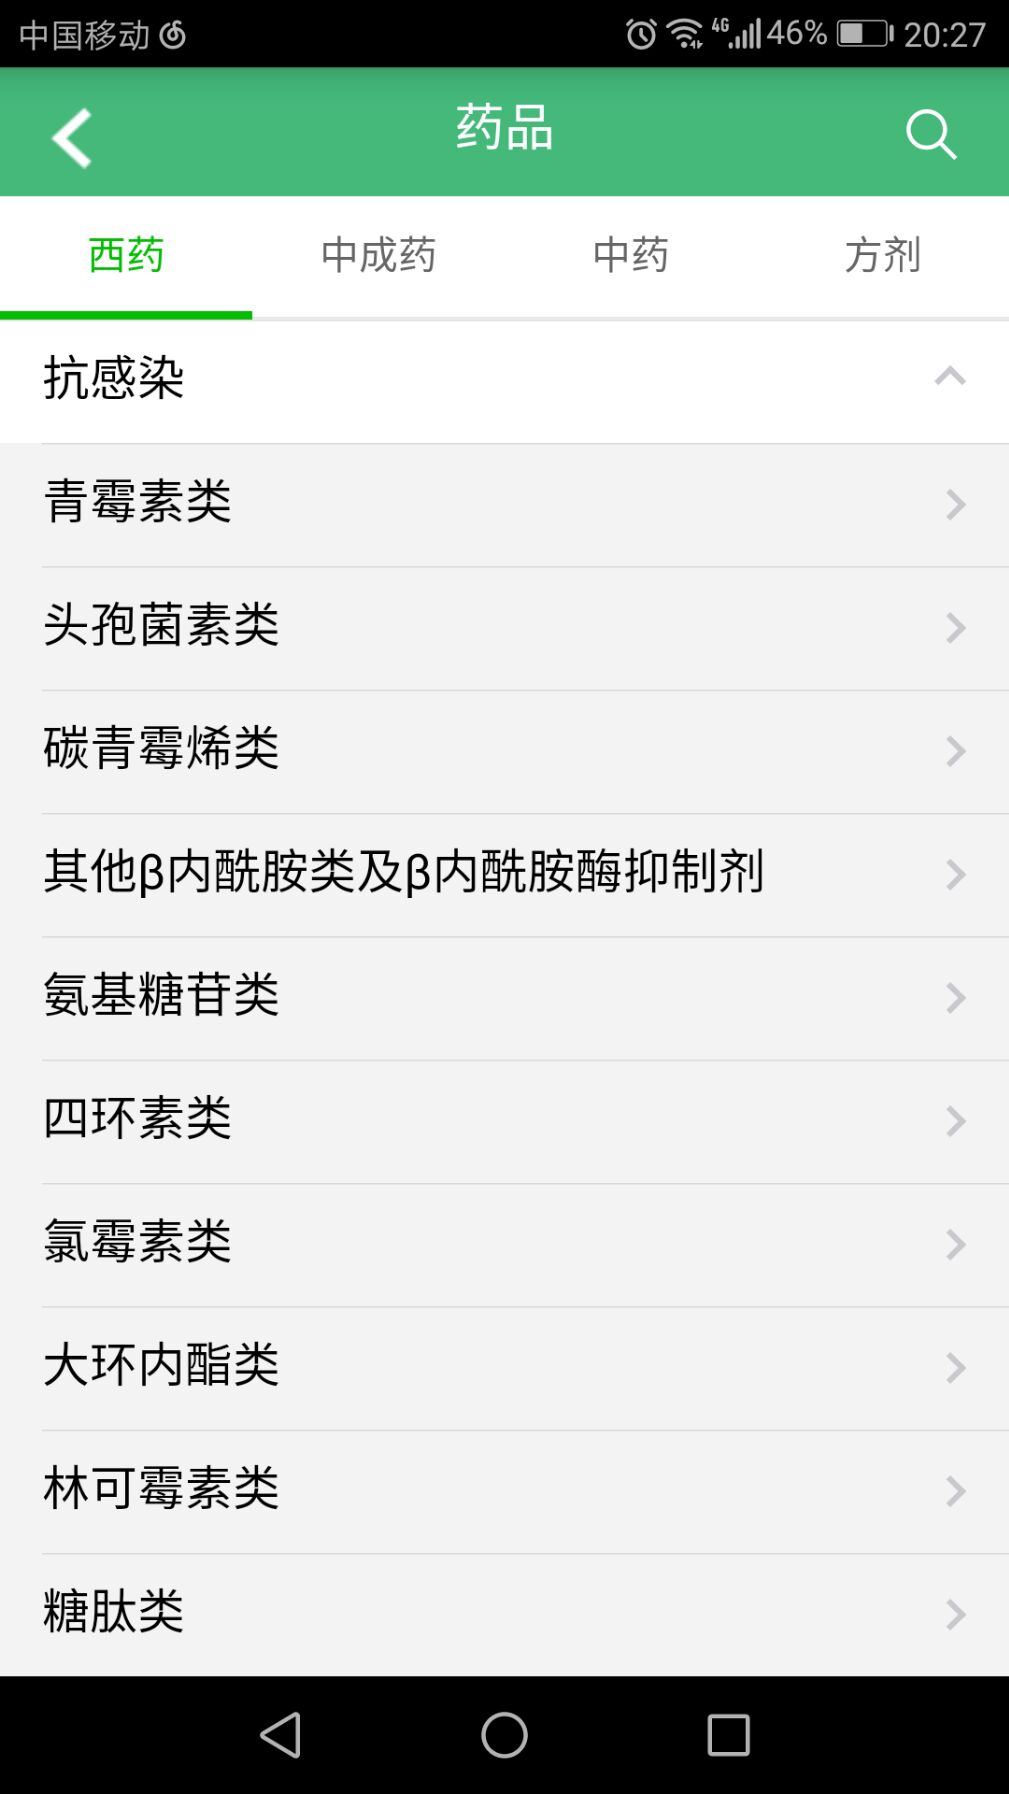 中国移动 4G 46% 20:27
药品
西药 中成药 中药 方剂
抗感染
青霉素类
头孢菌素类
碳青霉烯类
其他β内酰胺类及β内酰胺酶抑制剂
氨基糖苷类
四环素类
氯霉素类
大环内酯类
林可霉素类
糖肽类